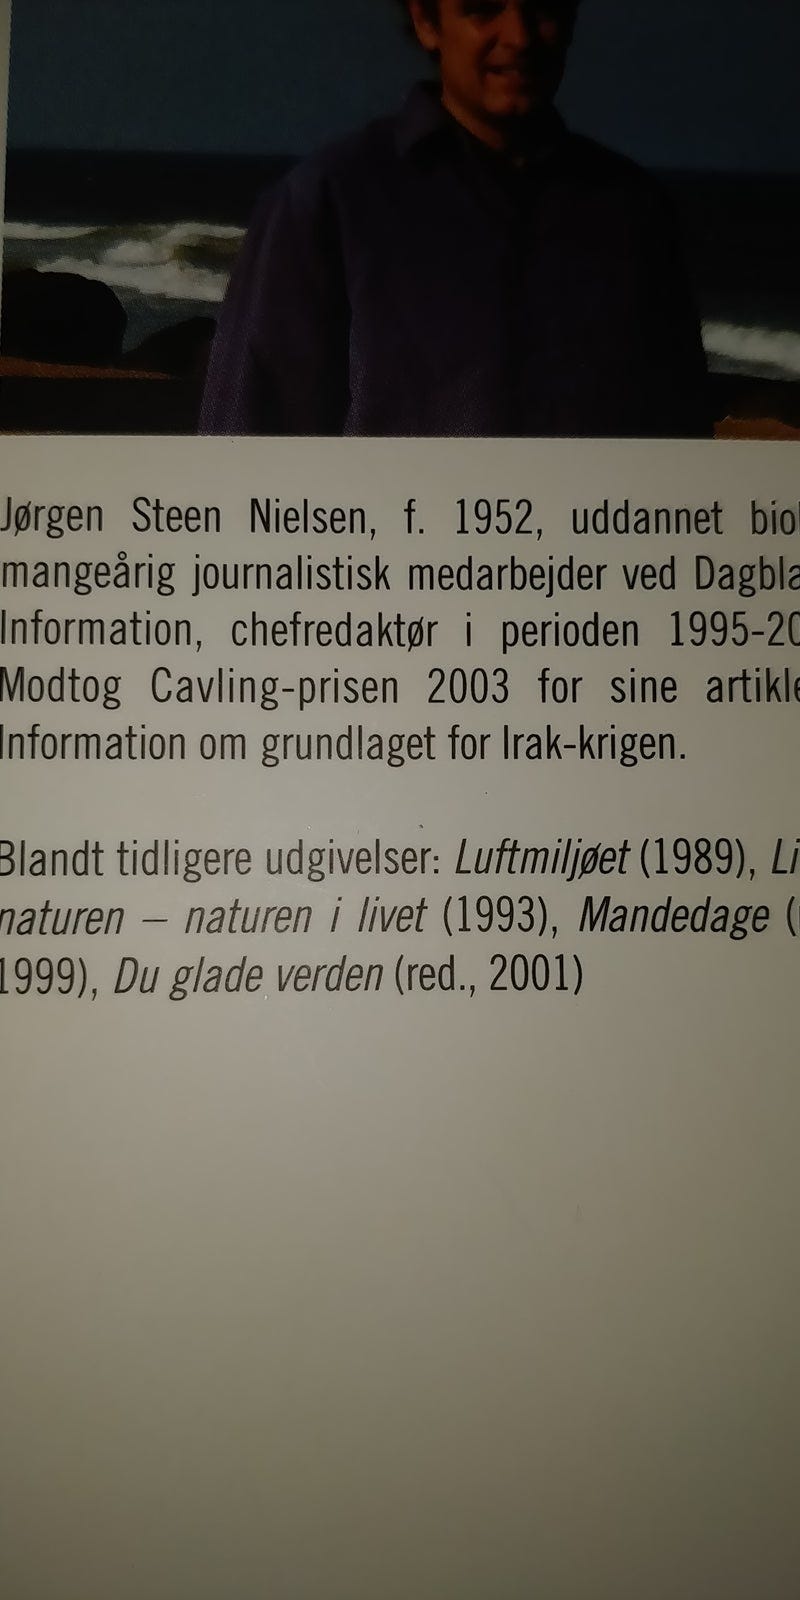 Jørgen Steen Nielsen, f. 1952, uddannet
mangeårig journalistisk medarbejder ved
Information, chefredaktør i perioden
Modtog Cavling-prisen 2003 for sine
Information om grundlaget for Irak-krigen.
Blandt tidligere udgivelser: Luftmiljøet (1989),
naturen – naturen i livet (1993), Mandedage
1999), Du glade verden (red., 2001)